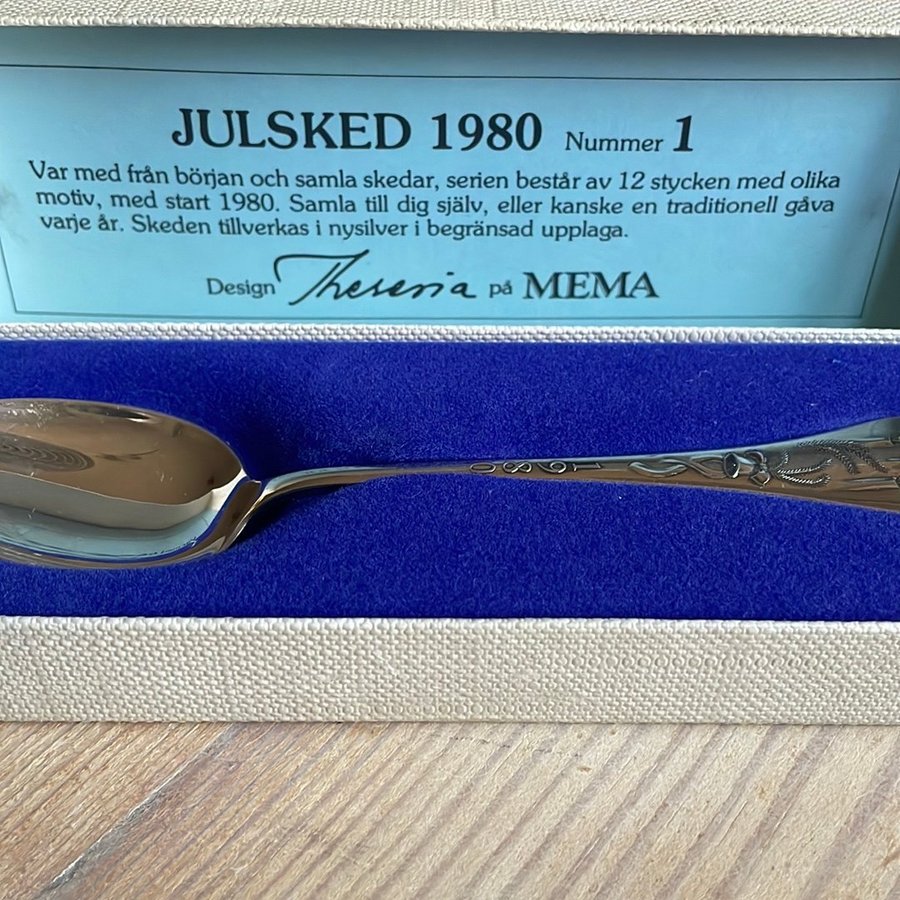 JULSKED 1980 Nummer 1
Var med från början och samla skedar, serien består av 12 stycken med olika
motiv, med start 1980. Samla till dig själv, eller kanske en traditionell gåva
varje år. Skeden tillverkas i nysilver i begränsad upplaga.
Design Theresia på MEMA
1980